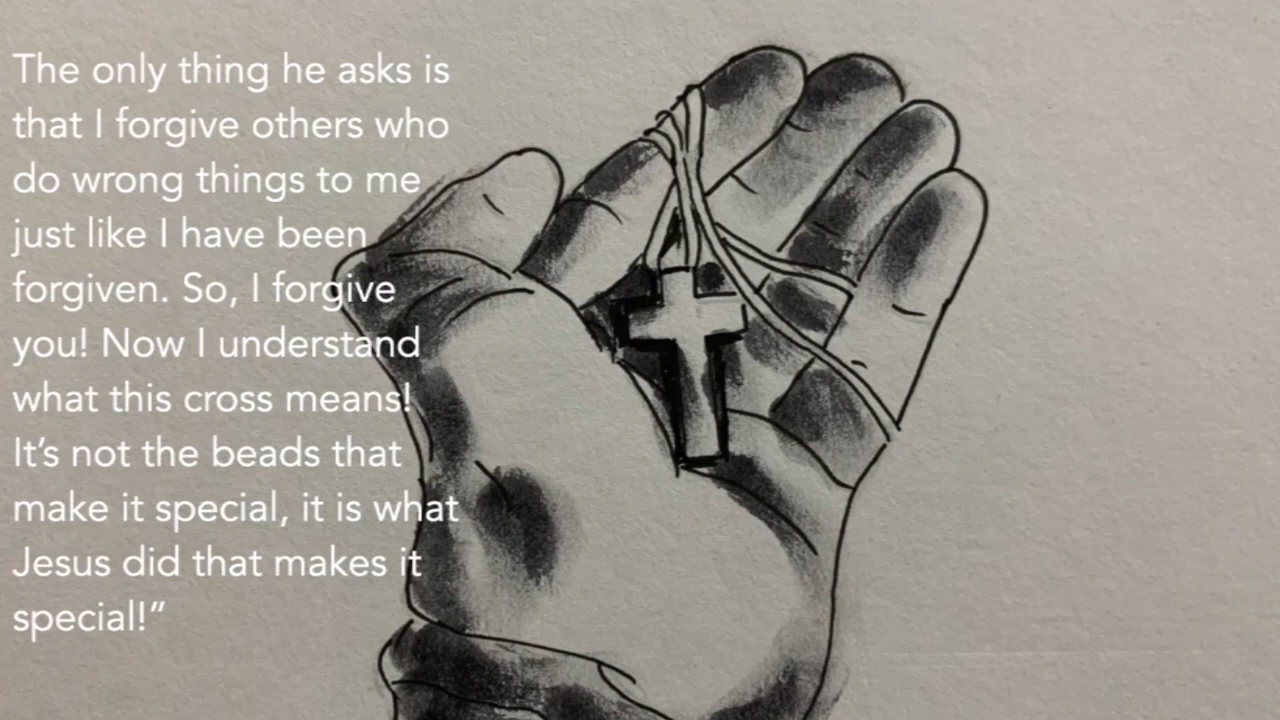 The only thing he asks is
that I forgive others who
do wrong things to me
just like I have been
forgiven. So, I forgive
you! Now I understand
what this cross means!
It’s not the beads that
make it special, it is what
Jesus did that makes it
special!”